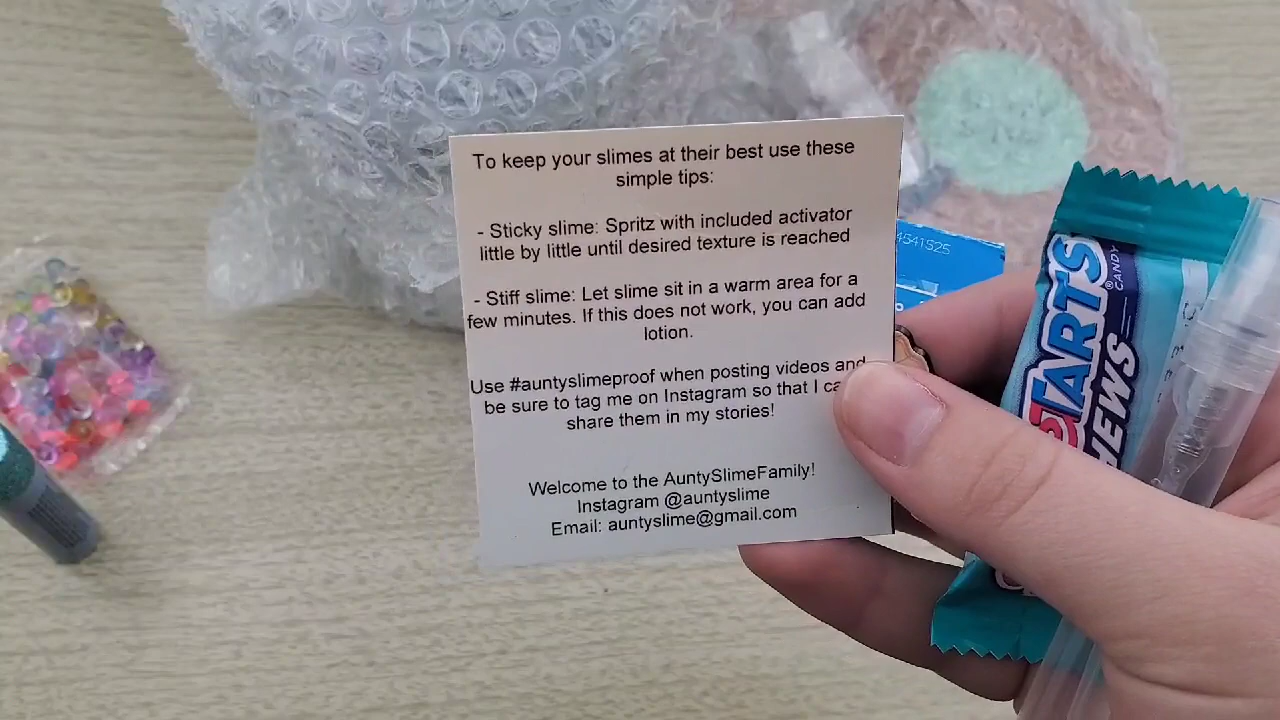 To keep your slimes at their best use these
simple tips:
- Sticky slime: Spritz with included activator
little by little until desired texture is reached
- Stiff slime: Let slime sit in a warm area for a
few minutes. If this does not work, you can add
lotion.
Use #auntyslimeproof when posting videos and
be sure to tag me on Instagram so that I
share them in my stories!
Welcome to the AuntySlimeFamily!
Instagram @auntyslime
Email: auntyslime@gmail.com
4541525
CANDY